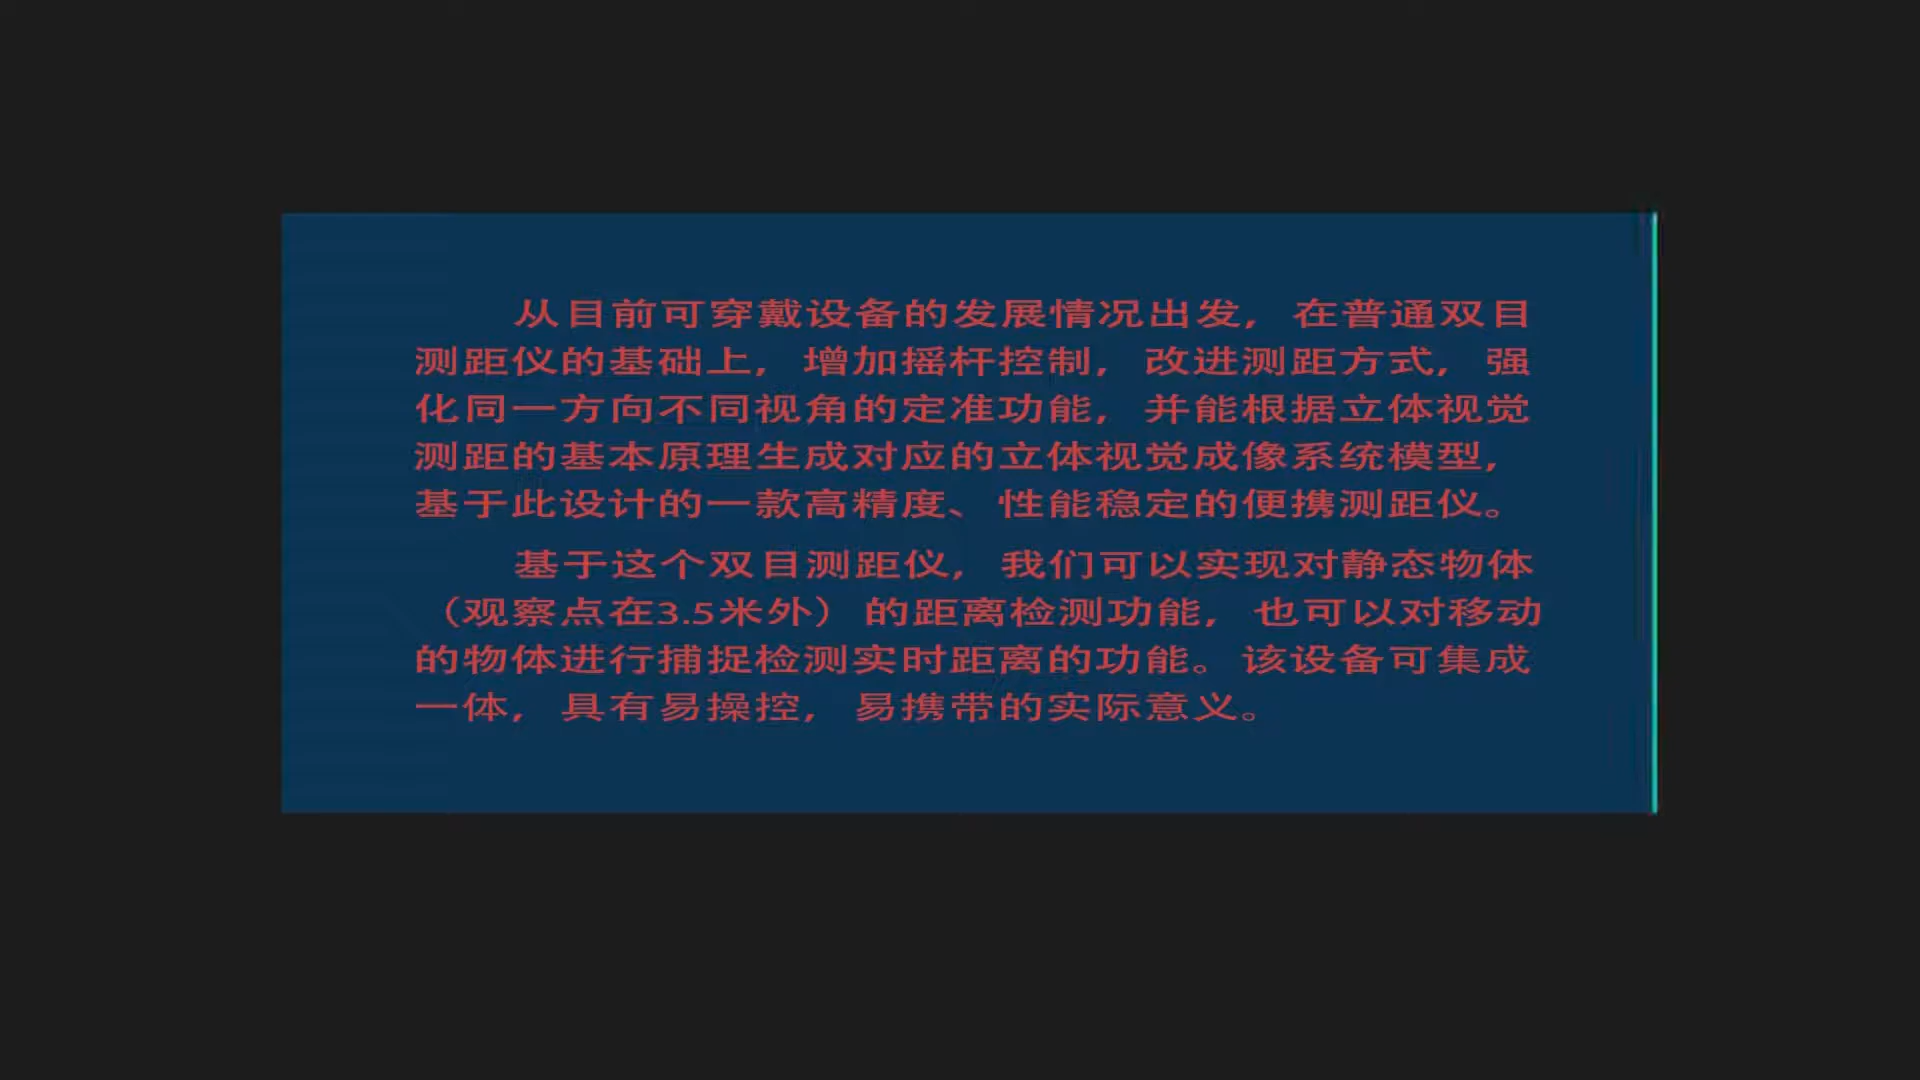 从目前可穿戴设备的发展情况出发，在普通双目
测距仪的基础上，增加摇杆控制，改进测距方式，强
化同一方向不同视角的定准功能，并能根据立体视觉
测距的基本原理生成对应的立体视觉成像系统模型，
基于此设计的一款高精度、性能稳定的便携测距仪。
基于这个双目测距仪，我们可以实现对静态物体
（观察点在3.5米外）的距离检测功能，也可以对移动
的物体进行捕捉检测实时距离的功能。该设备可集成
一体，具有易操控，易携带的实际意义。